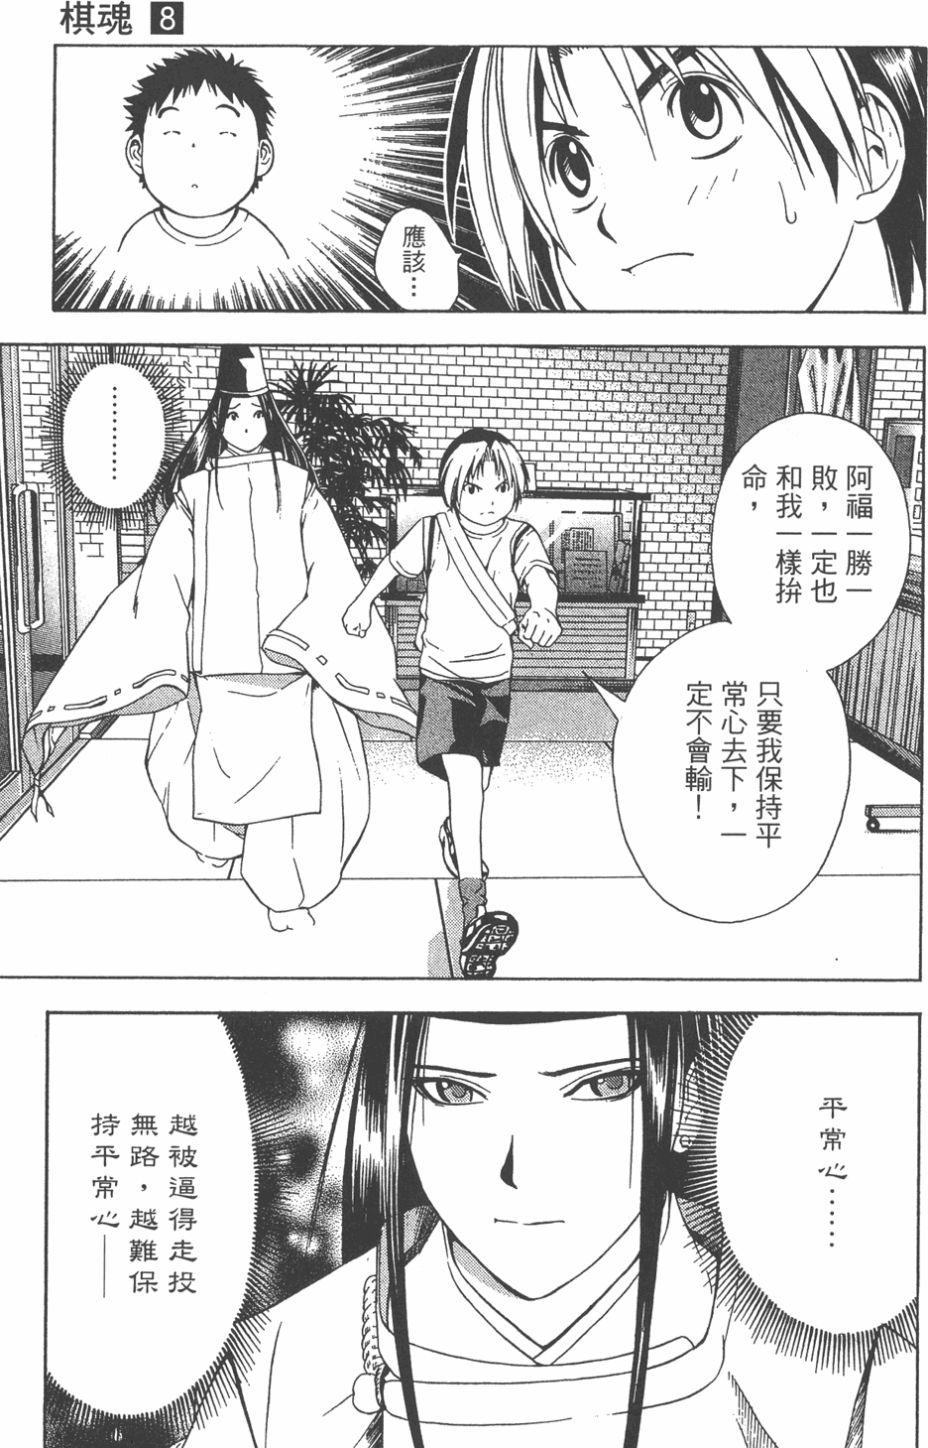 棋魂 8
應該…
阿福一勝一
敗，一定也
和我一樣拚
命，
只要我保持平
常心去下，一
定不會輸！
…………
平常心……
越被逼得走投
無路，越難保
持平常心——